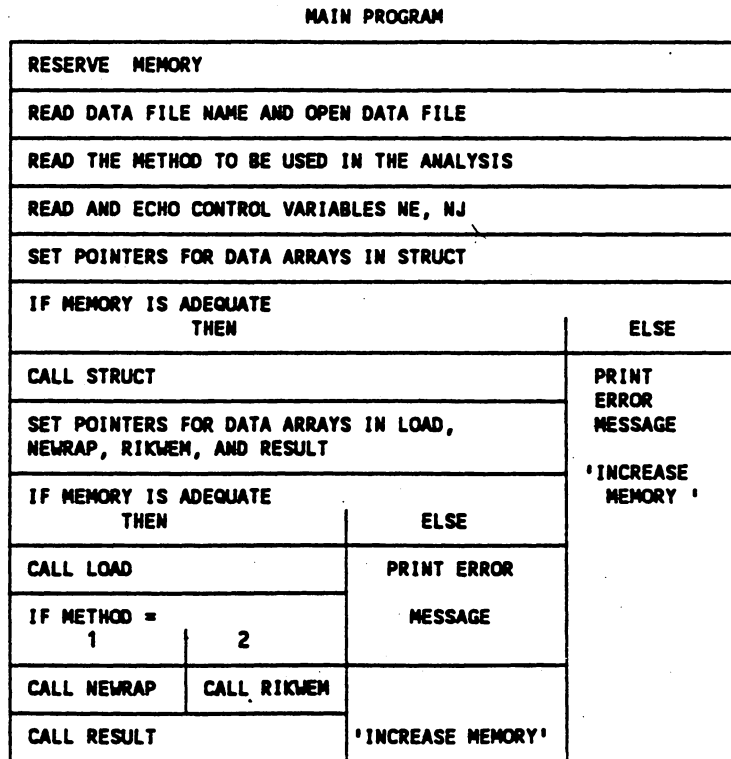 MAIN PROGRAM
RESERVE MEMORY
READ DATA FILE NAME AND OPEN DATA FILE
READ THE METHOD TO BE USED IN THE ANALYSIS
READ AND ECHO CONTROL VARIABLES NE, NJ
SET POINTERS FOR DATA ARRAYS IN STRUCT
IF MEMORY IS ADEQUATE
THEN ELSE
CALL STRUCT
PRINT
ERROR
MESSAGE
'INCREASE
MEMORY '
SET POINTERS FOR DATA ARRAYS IN LOAD,
NEWRAP, RIKWEM, AND RESULT
IF MEMORY IS ADEQUATE
THEN ELSE
CALL LOAD
PRINT ERROR
MESSAGE
'INCREASE MEMORY'
IF METHOD =
1 2
CALL NEWRAP CALL RIKWEM
CALL RESULT